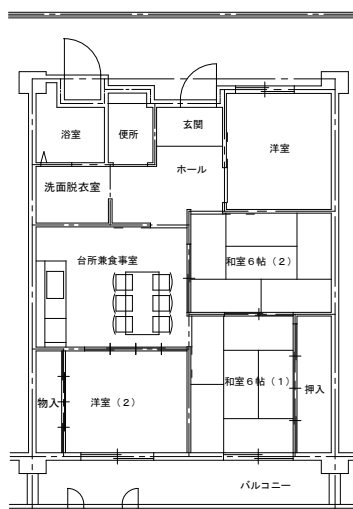 浴室
便所
玄関
洋室
ホール
洗面脱衣室
台所兼食事室
和室６帖（２）
和室６帖（１）
物入
洋室（２）
押入
バルコニー